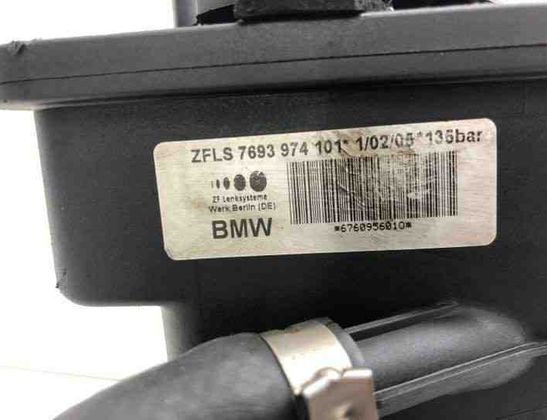 ZFLS 7693 974 101* 1/02/05*135bar
ZF Lenksysteme
Werk Berlin (DE)
BMW
*6760956010*